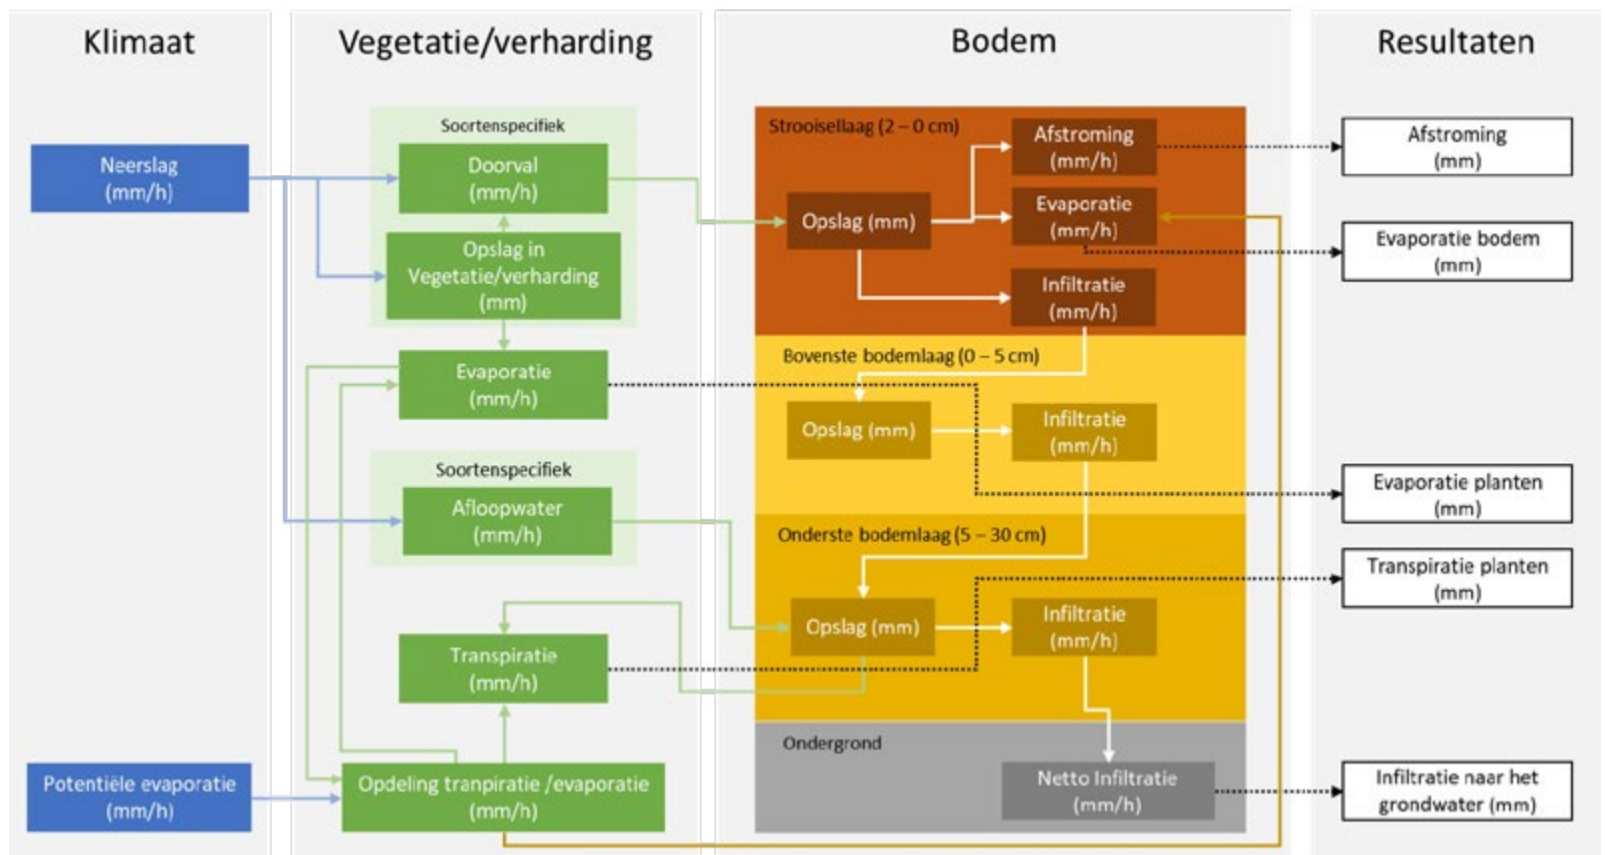 Klimaat
Neerslag
(mm/h)
Potentiële evaporatie
(mm/h)
Vegetatie/verharding
Soortenspecifiek
Doorval
(mm/h)
Opslag in
Vegetatie/verharding
(mm)
Evaporatie
(mm/h)
Soortenspecifiek
Afloopwater
(mm/h)
Transpiratie
(mm/h)
Opdeling tranpiratie /evaporatie
(mm/h)
Bodem
Strooisellaag (2 – 0 cm)
Opslag (mm)
Afstroming
(mm/h)
Evaporatie
(mm/h)
Infiltratie
(mm/h)
Bovenste bodemlaag (0 – 5 cm)
Opslag (mm)
Infiltratie
(mm/h)
Onderste bodemlaag (5 – 30 cm)
Opslag (mm)
Infiltratie
(mm/h)
Ondergrond
Netto Infiltratie
(mm/h)
Resultaten
Afstroming
(mm)
Evaporatie bodem
(mm)
Evaporatie planten
(mm)
Transpiratie planten
(mm)
Infiltratie naar het
grondwater (mm)